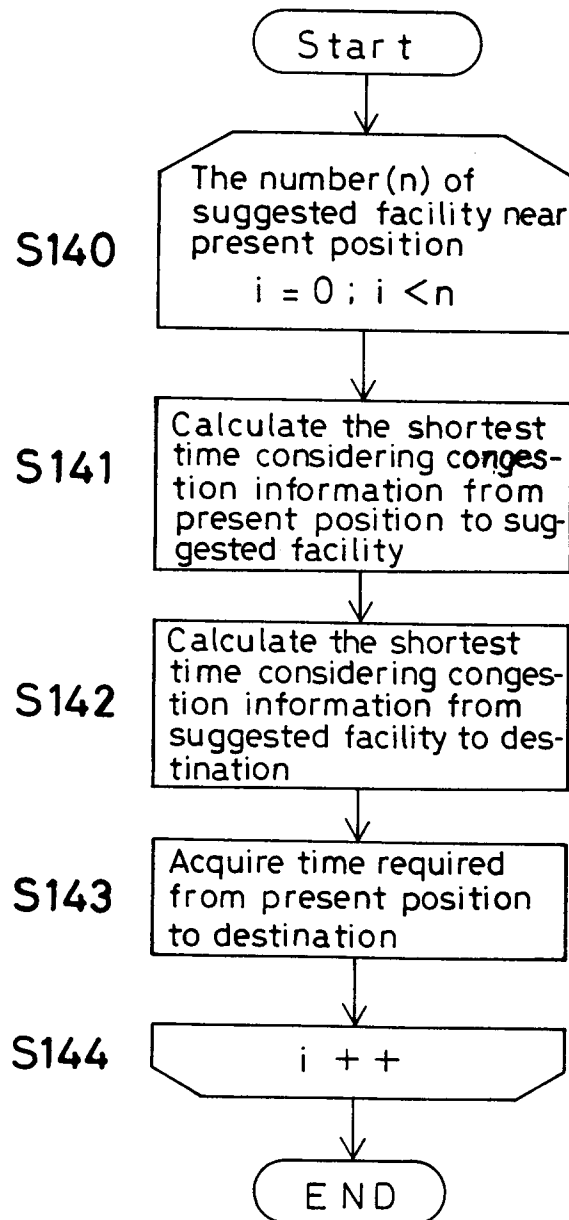 Start
S140
The number(n) of
suggested facility near
present position
i = 0 ; i < n
S141
Calculate the shortest
time considering conges-
tion information from
present position to sug-
gested facility
S142
Calculate the shortest
time considering conges-
tion information from
suggested facility to des-
tination
S143
Acquire time required
from present position
to destination
S144
i + +
END